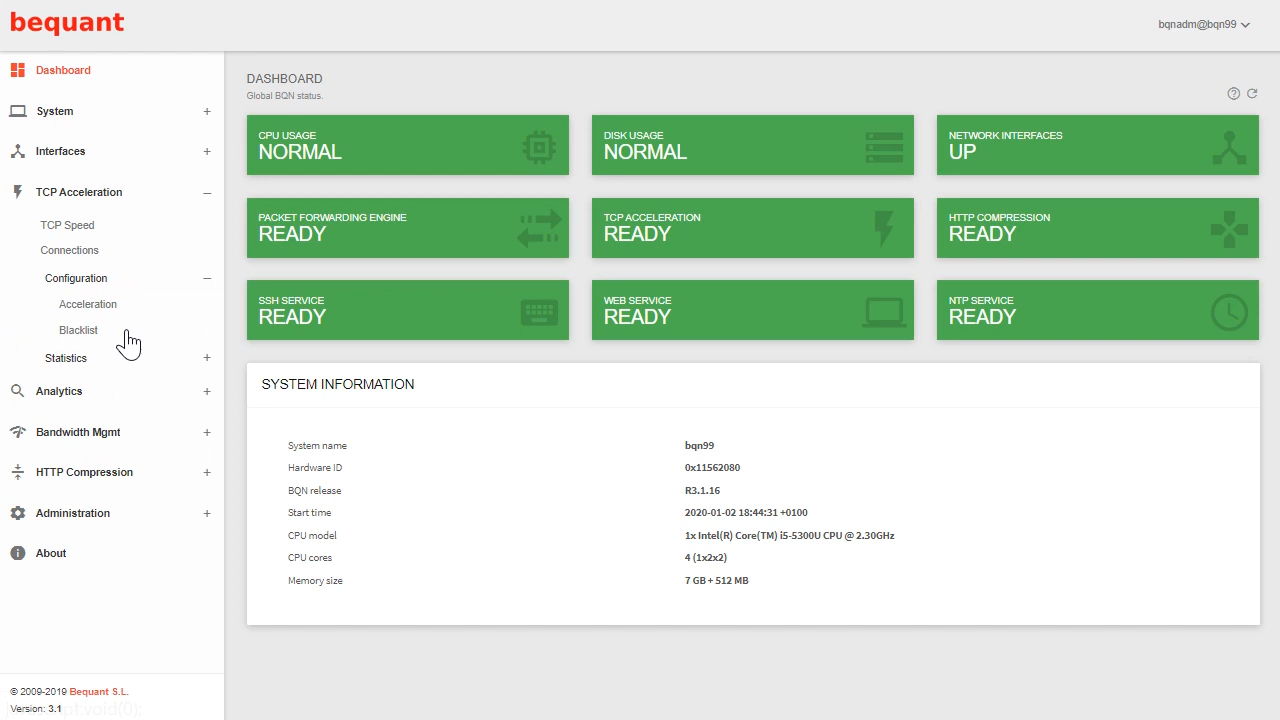 bequant
bqnadm@bqn99
Dashboard
System +
Interfaces +
TCP Acceleration –
TCP Speed
Connections
Configuration –
Acceleration
Blacklist
Statistics +
Analytics +
Bandwidth Mgmt +
HTTP Compression +
Administration +
About
© 2009-2019 Bequant S.L.
Version: 3.1
DASHBOARD
Global BQN status.
CPU USAGE
NORMAL
DISK USAGE
NORMAL
NETWORK INTERFACES
UP
PACKET FORWARDING ENGINE
READY
TCP ACCELERATION
READY
HTTP COMPRESSION
READY
SSH SERVICE
READY
WEB SERVICE
READY
NTP SERVICE
READY
SYSTEM INFORMATION
System name bqn99
Hardware ID 0x11562080
BQN release R3.1.16
Start time 2020-01-02 18:44:31 +0100
CPU model 1x Intel(R) Core(TM) i5-5300U CPU @ 2.30GHz
CPU cores 4 (1x2x2)
Memory size 7 GB + 512 MB